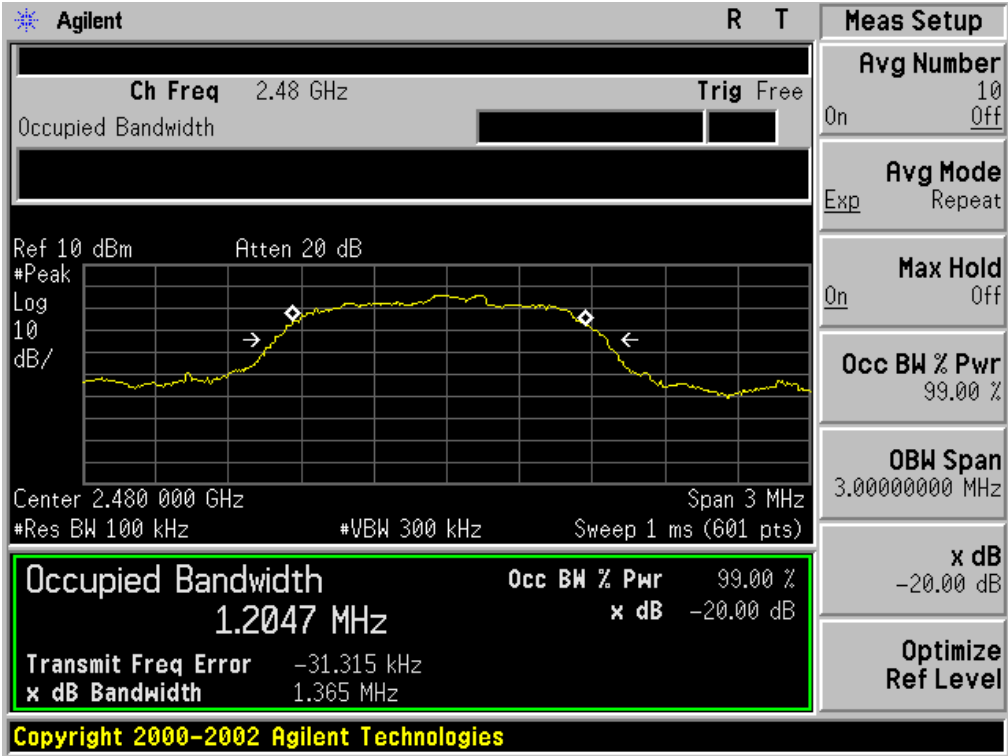 Agilent R T
Ch Freq 2.48 GHz Trig Free
Occupied Bandwidth
Ref 10 dBm Atten 20 dB
#Peak
Log
10
dB/
Center 2.480 000 GHz Span 3 MHz
#Res BW 100 kHz #VBW 300 kHz Sweep 1 ms (601 pts)
Occupied Bandwidth Occ BW % Pwr 99.00 %
1.2047 MHz x dB -20.00 dB
Transmit Freq Error -31.315 kHz
x dB Bandwidth 1.365 MHz
Copyright 2000-2002 Agilent Technologies
Meas Setup
Avg Number
10
On Off
Avg Mode
Exp Repeat
Max Hold
On Off
Occ BW % Pwr
99.00 %
OBW Span
3.00000000 MHz
x dB
-20.00 dB
Optimize
Ref Level